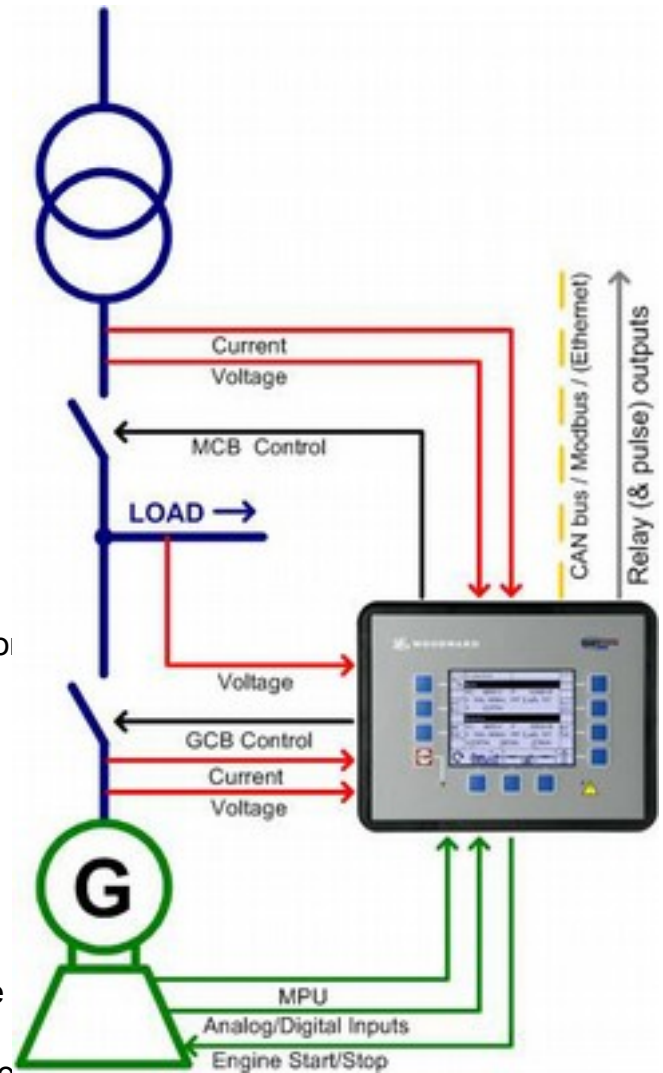 Current
Voltage
MCB Control
LOAD
CAN bus / Modbus / (Ethernet)
Relay (& pulse) outputs
WOODWARD
Voltage
GCB Control
Current
Voltage
G
MPU
Analog/Digital Inputs
Engine Start/Stop